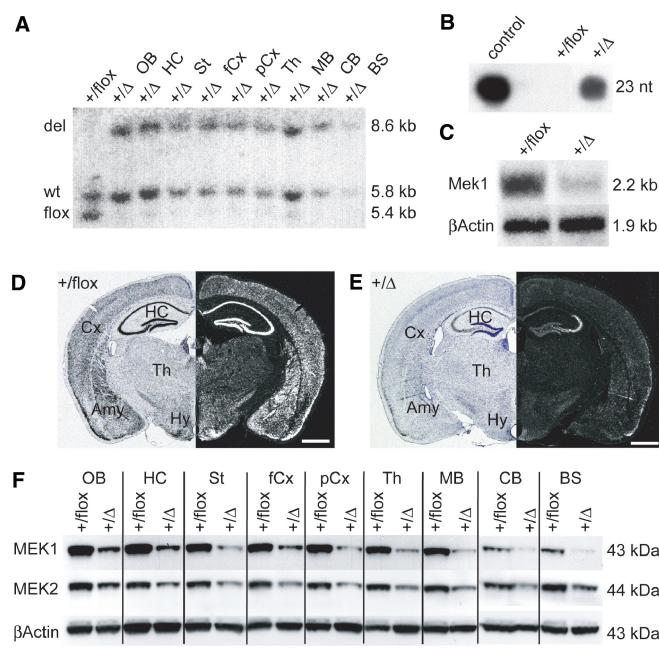 A
+/flox
+/Δ OB
+/Δ HC
+/Δ St
+/Δ fCx
+/Δ pCx
+/Δ Th
+/Δ MB
+/Δ CB
+/Δ BS
del 8.6 kb
wt 5.8 kb
flox 5.4 kb
B
control +/flox +/Δ
23 nt
C
+/flox +/Δ
Mek1 2.2 kb
βActin 1.9 kb
D
+/flox
HC
Cx
Th
Amy
Hy
E
+/Δ
HC
Cx
Th
Amy
Hy
F
OB HC St fCx pCx Th MB CB BS
+/flox +/Δ +/flox +/Δ +/flox +/Δ +/flox +/Δ +/flox +/Δ +/flox +/Δ +/flox +/Δ +/flox +/Δ +/flox +/Δ
MEK1 43 kDa
MEK2 44 kDa
βActin 43 kDa